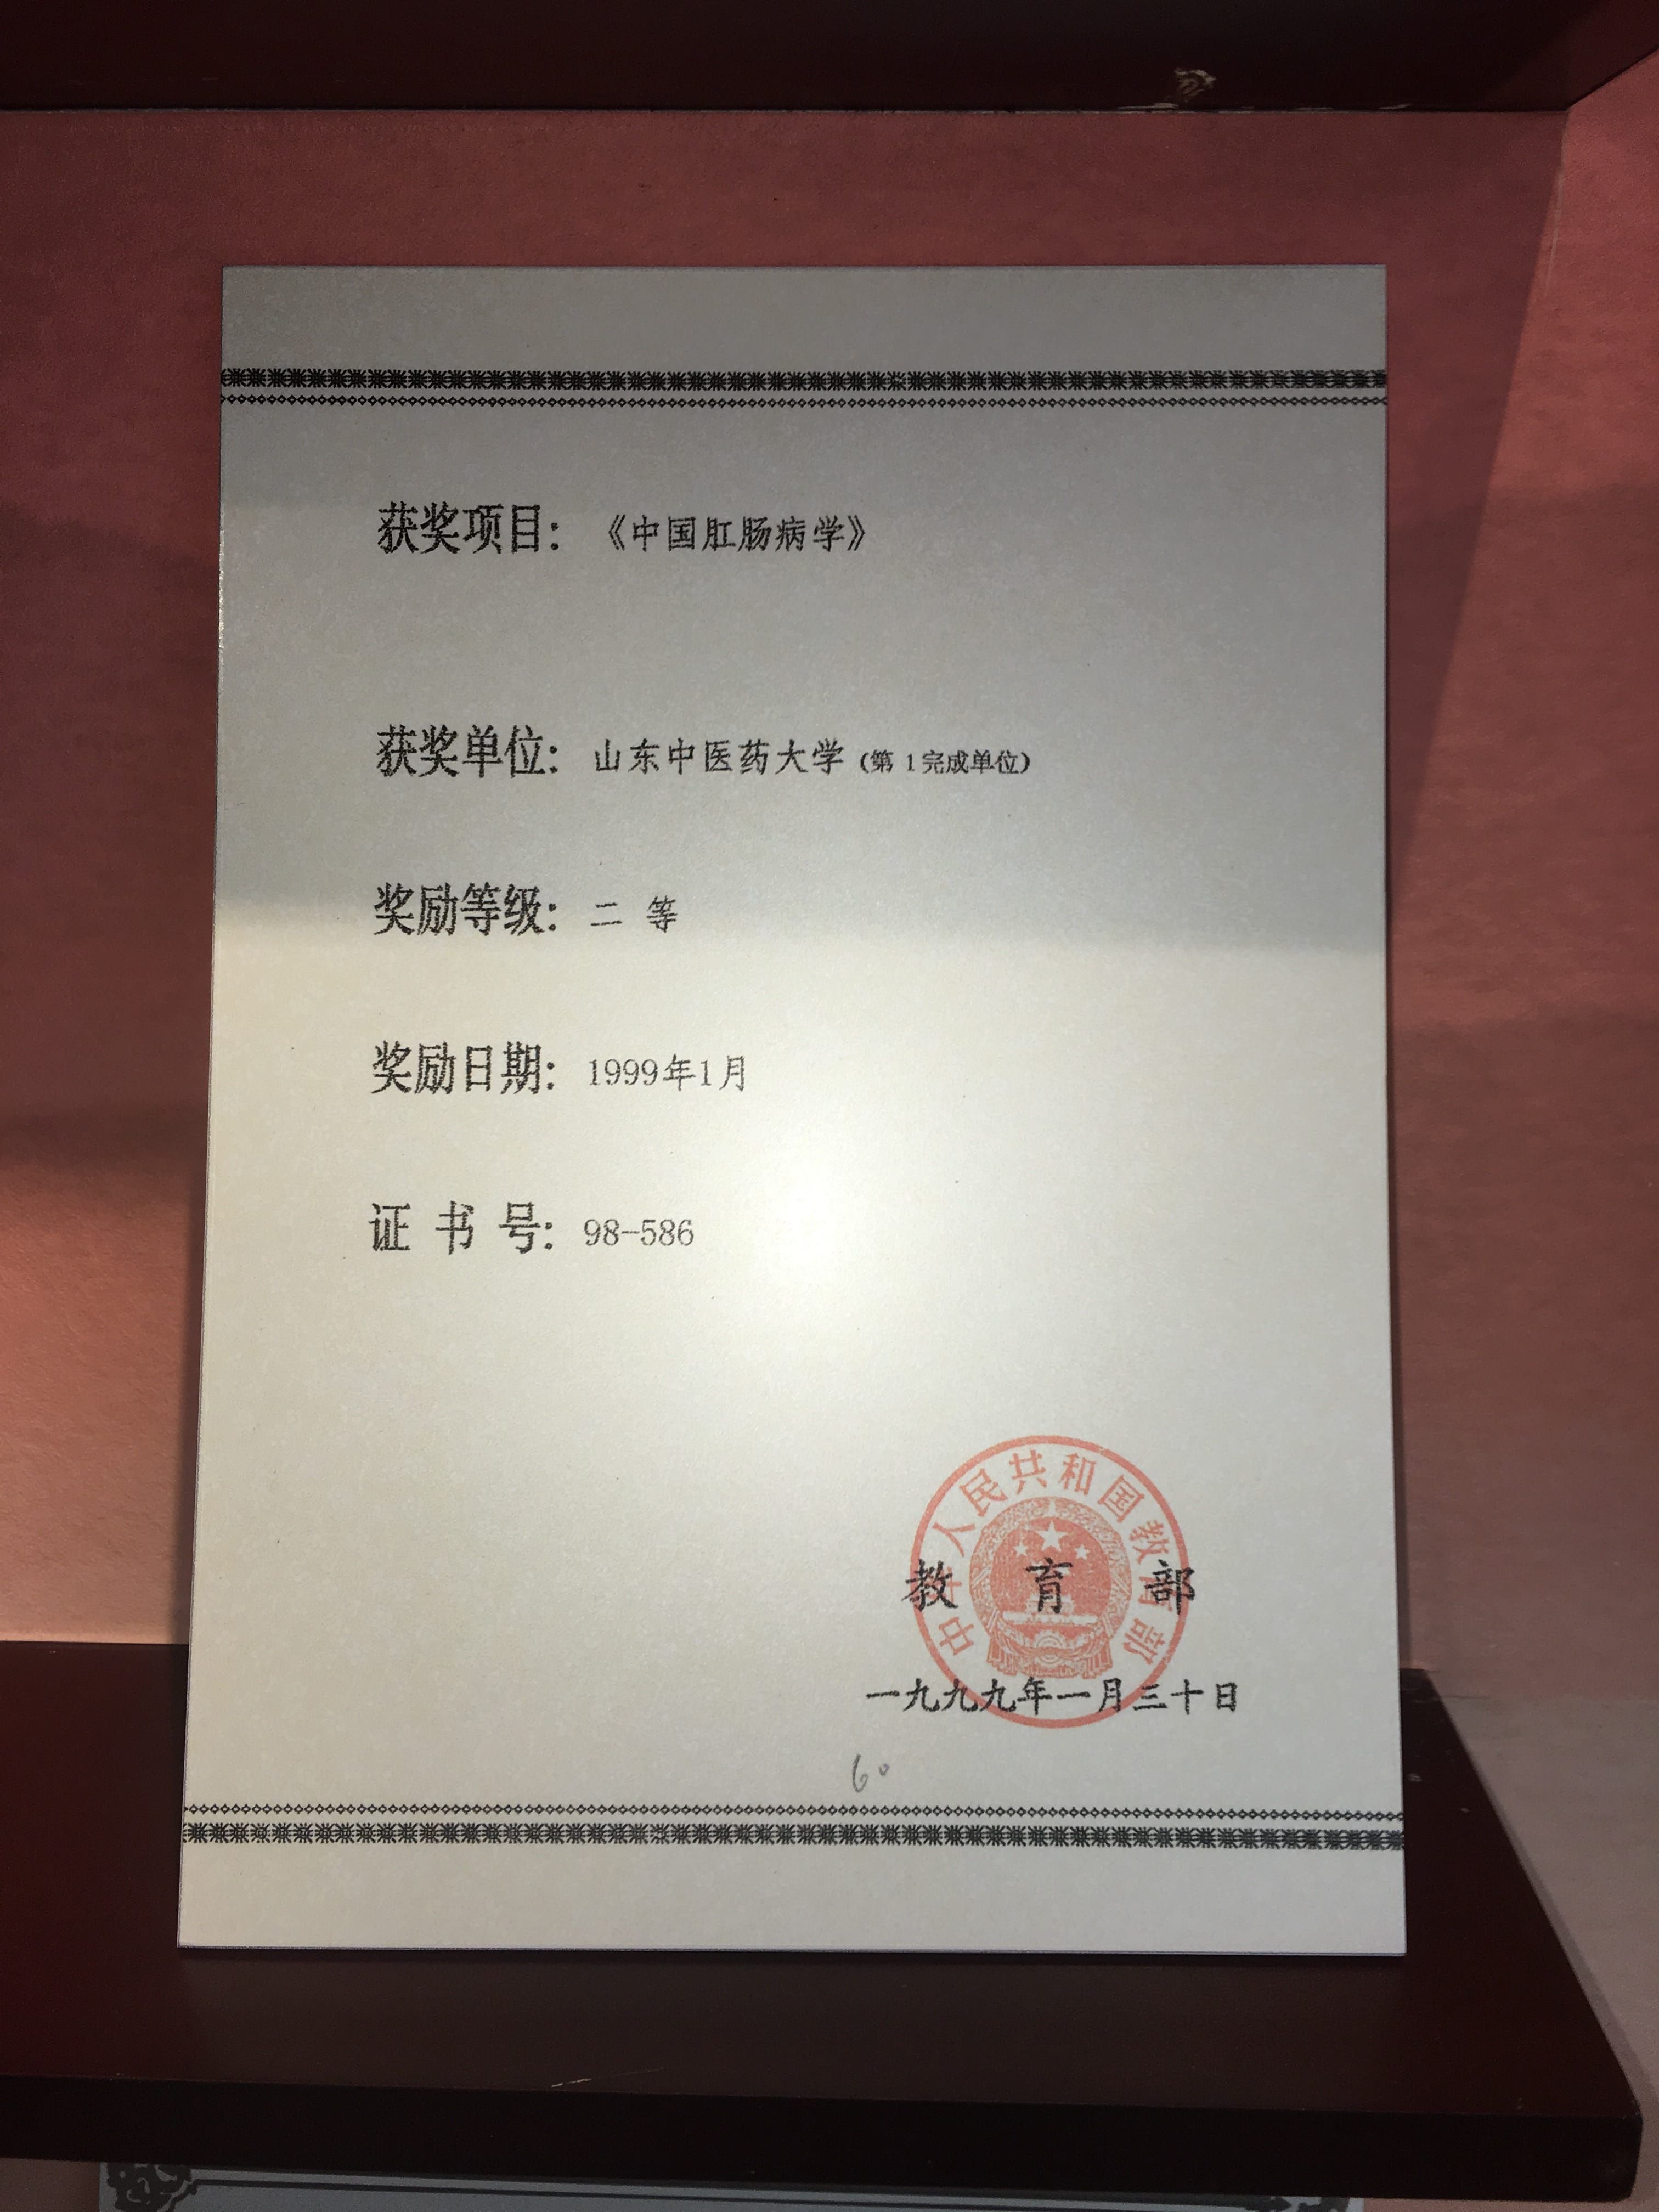 获奖项目：《中国肛肠病学》
获奖单位：山东中医药大学（第1完成单位）
奖励等级：二 等
奖励日期：1999年1月
证 书 号：98-586
中华人民共和国教育部
教 育 部
一九九九年一月三十日
60